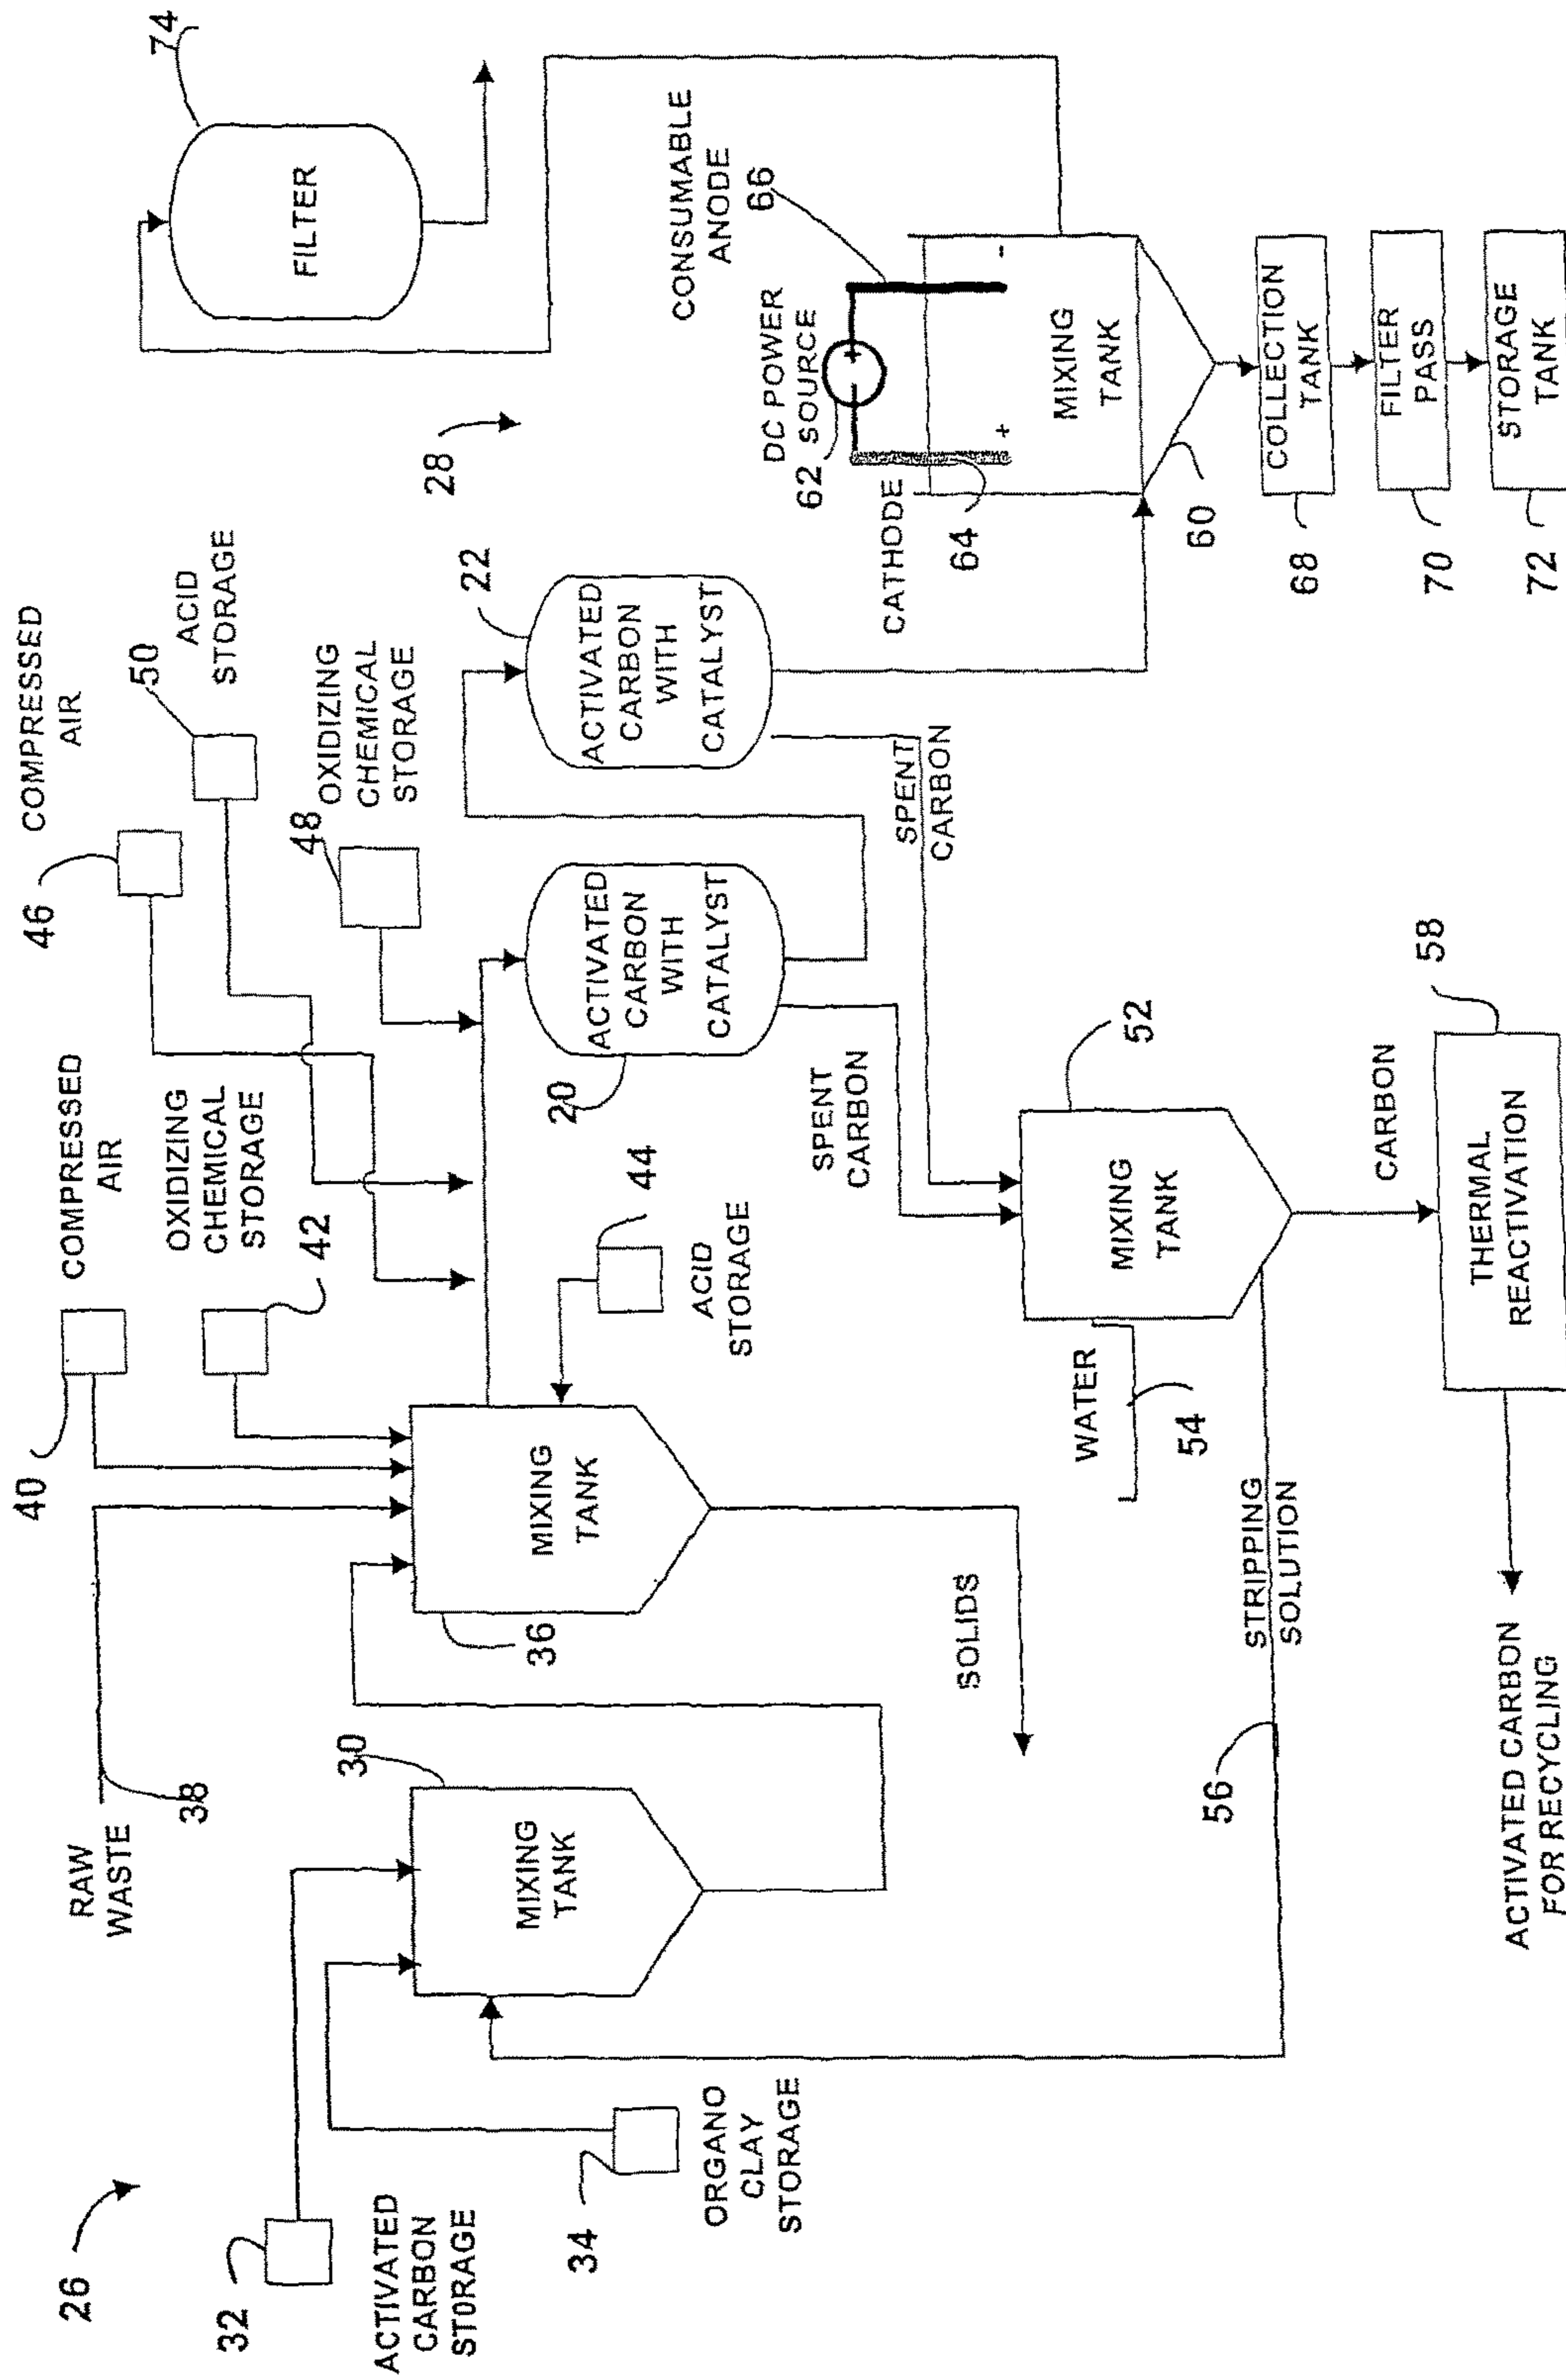 26
32
ACTIVATED
CARBON
STORAGE
34
ORGANO
CLAY
STORAGE
RAW
WASTE
38
30
MIXING
TANK
40
COMPRESSED
AIR
OXIDIZING
CHEMICAL
STORAGE
42
36
MIXING
TANK
44
ACID
STORAGE
SOLIDS
46
COMPRESSED
AIR
50
ACID
STORAGE
48
OXIDIZING
CHEMICAL
STORAGE
20
ACTIVATED
CARBON
WITH
CATALYST
22
ACTIVATED
CARBON
WITH
CATALYST
SPENT
CARBON
SPENT
CARBON
52
MIXING
TANK
WATER
54
STRIPPING
SOLUTION
56
CARBON
58
THERMAL
REACTIVATION
ACTIVATED CARBON
FOR RECYCLING
28
74
FILTER
CONSUMABLE
ANODE
66
DC POWER
SOURCE
62
+
-
CATHODE
64
+
-
MIXING
TANK
60
COLLECTION
TANK
68
FILTER
PASS
70
STORAGE
TANK
72